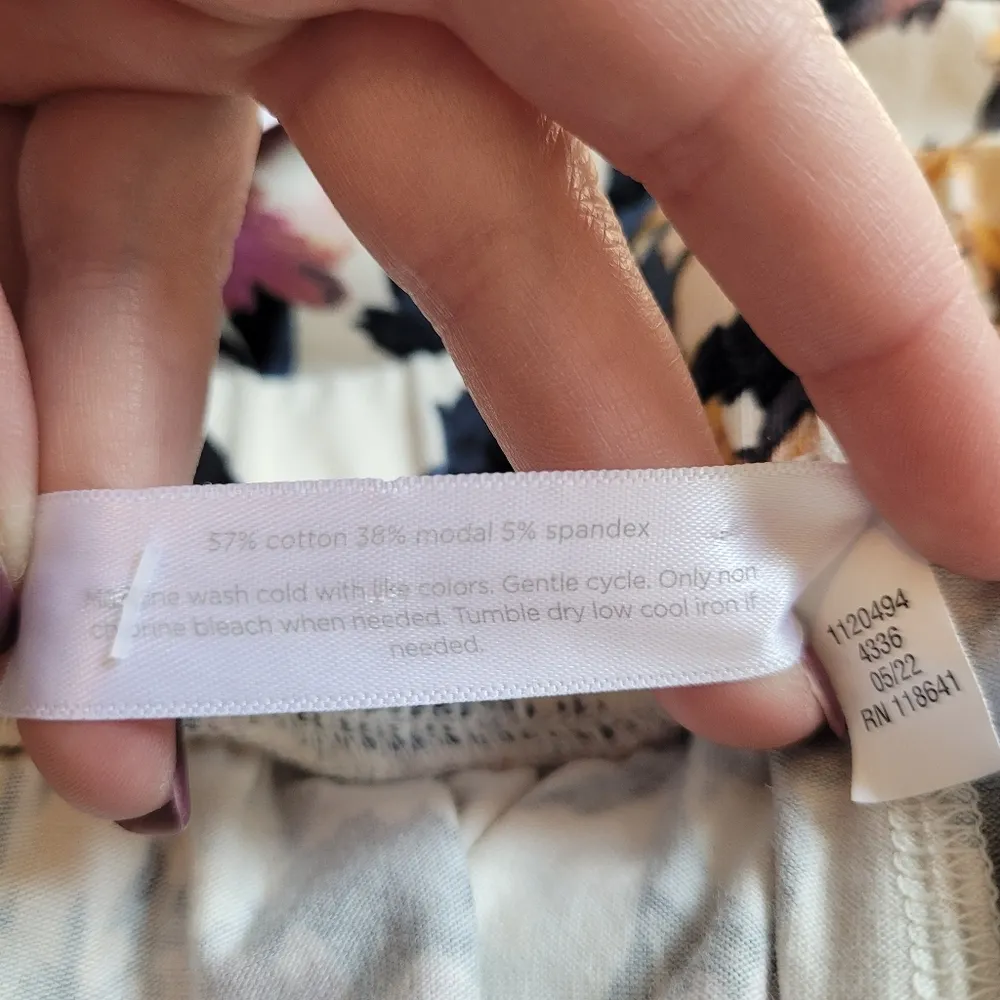 57% cotton 38% modal 5% spandex
wash cold with like colors. Gentle cycle. Only non
bleach when needed. Tumble dry low cool iron if
needed.
1120494
4336
05/22
RN 118641